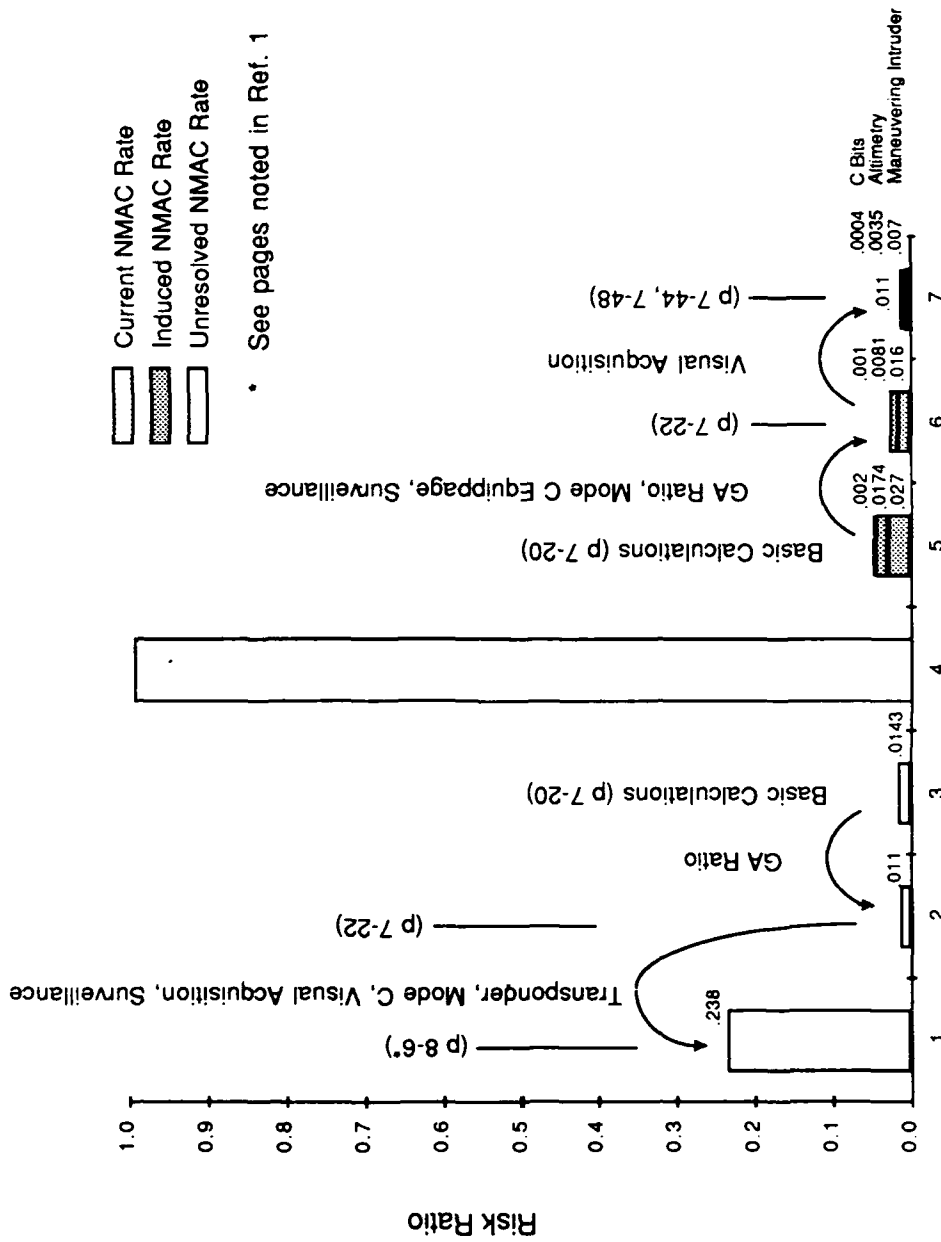 Current NMAC Rate
Induced NMAC Rate
Unresolved NMAC Rate
* See pages noted in Ref. 1
Risk Ratio
1.0
0.9
0.8
0.7
0.6
0.5
0.4
0.3
0.2
0.1
0.0
(p 8-6*)
Transponder, Mode C, Visual Acquisition, Surveillance
(p 7-22)
GA Ratio
Basic Calculations (p 7-20)
Basic Calculations (p 7-20)
GA Ratio, Mode C Equippage, Surveillance
(p 7-22)
Visual Acquisition
(p 7-44, 7-48)
.238
.011
.0143
.002
.0174
.027
.001
.0081
.016
.011
.0004 C Bits
.0035 Altimetry
.007 Maneuvering Intruder
1
2
3
4
5
6
7